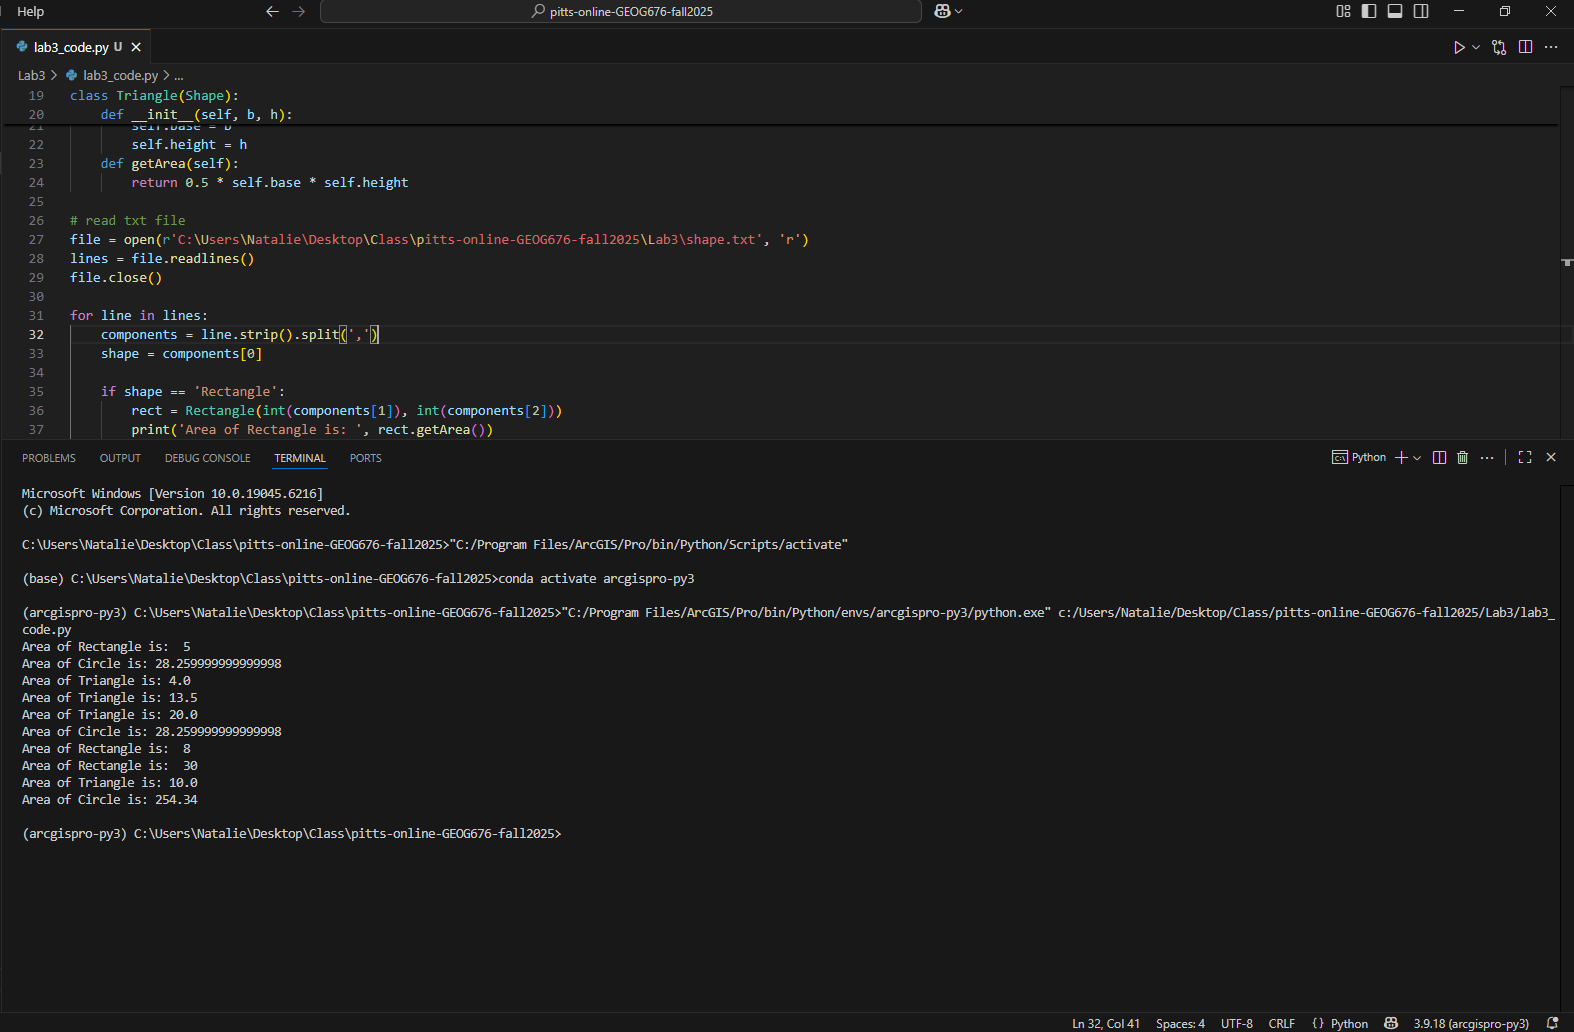 Help
pitts-online-GEOG676-fall2025
lab3_code.py U
Lab3 > lab3_code.py > ...
19 class Triangle(Shape):
20     def __init__(self, b, h):
21         self.base = b
22         self.height = h
23     def getArea(self):
24         return 0.5 * self.base * self.height
25
26 # read txt file
27 file = open(r'C:\Users\Natalie\Desktop\Class\pitts-online-GEOG676-fall2025\Lab3\shape.txt', 'r')
28 lines = file.readlines()
29 file.close()
30
31 for line in lines:
32     components = line.strip().split(',')
33     shape = components[0]
34
35     if shape == 'Rectangle':
36         rect = Rectangle(int(components[1]), int(components[2]))
37         print('Area of Rectangle is: ', rect.getArea())
PROBLEMS OUTPUT DEBUG CONSOLE TERMINAL PORTS Python
Microsoft Windows [Version 10.0.19045.6216]
(c) Microsoft Corporation. All rights reserved.
C:\Users\Natalie\Desktop\Class\pitts-online-GEOG676-fall2025>"C:/Program Files/ArcGIS/Pro/bin/Python/Scripts/activate"
(base) C:\Users\Natalie\Desktop\Class\pitts-online-GEOG676-fall2025>conda activate arcgispro-py3
(arcgispro-py3) C:\Users\Natalie\Desktop\Class\pitts-online-GEOG676-fall2025>"C:/Program Files/ArcGIS/Pro/bin/Python/envs/arcgispro-py3/python.exe" c:/Users/Natalie/Desktop/Class/pitts-online-GEOG676-fall2025/Lab3/lab3_
code.py
Area of Rectangle is:  5
Area of Circle is: 28.259999999999998
Area of Triangle is: 4.0
Area of Triangle is: 13.5
Area of Triangle is: 20.0
Area of Circle is: 28.259999999999998
Area of Rectangle is:  8
Area of Rectangle is:  30
Area of Triangle is: 10.0
Area of Circle is: 254.34
(arcgispro-py3) C:\Users\Natalie\Desktop\Class\pitts-online-GEOG676-fall2025>
Ln 32, Col 41 Spaces: 4 UTF-8 CRLF {} Python 3.9.18 (arcgispro-py3)